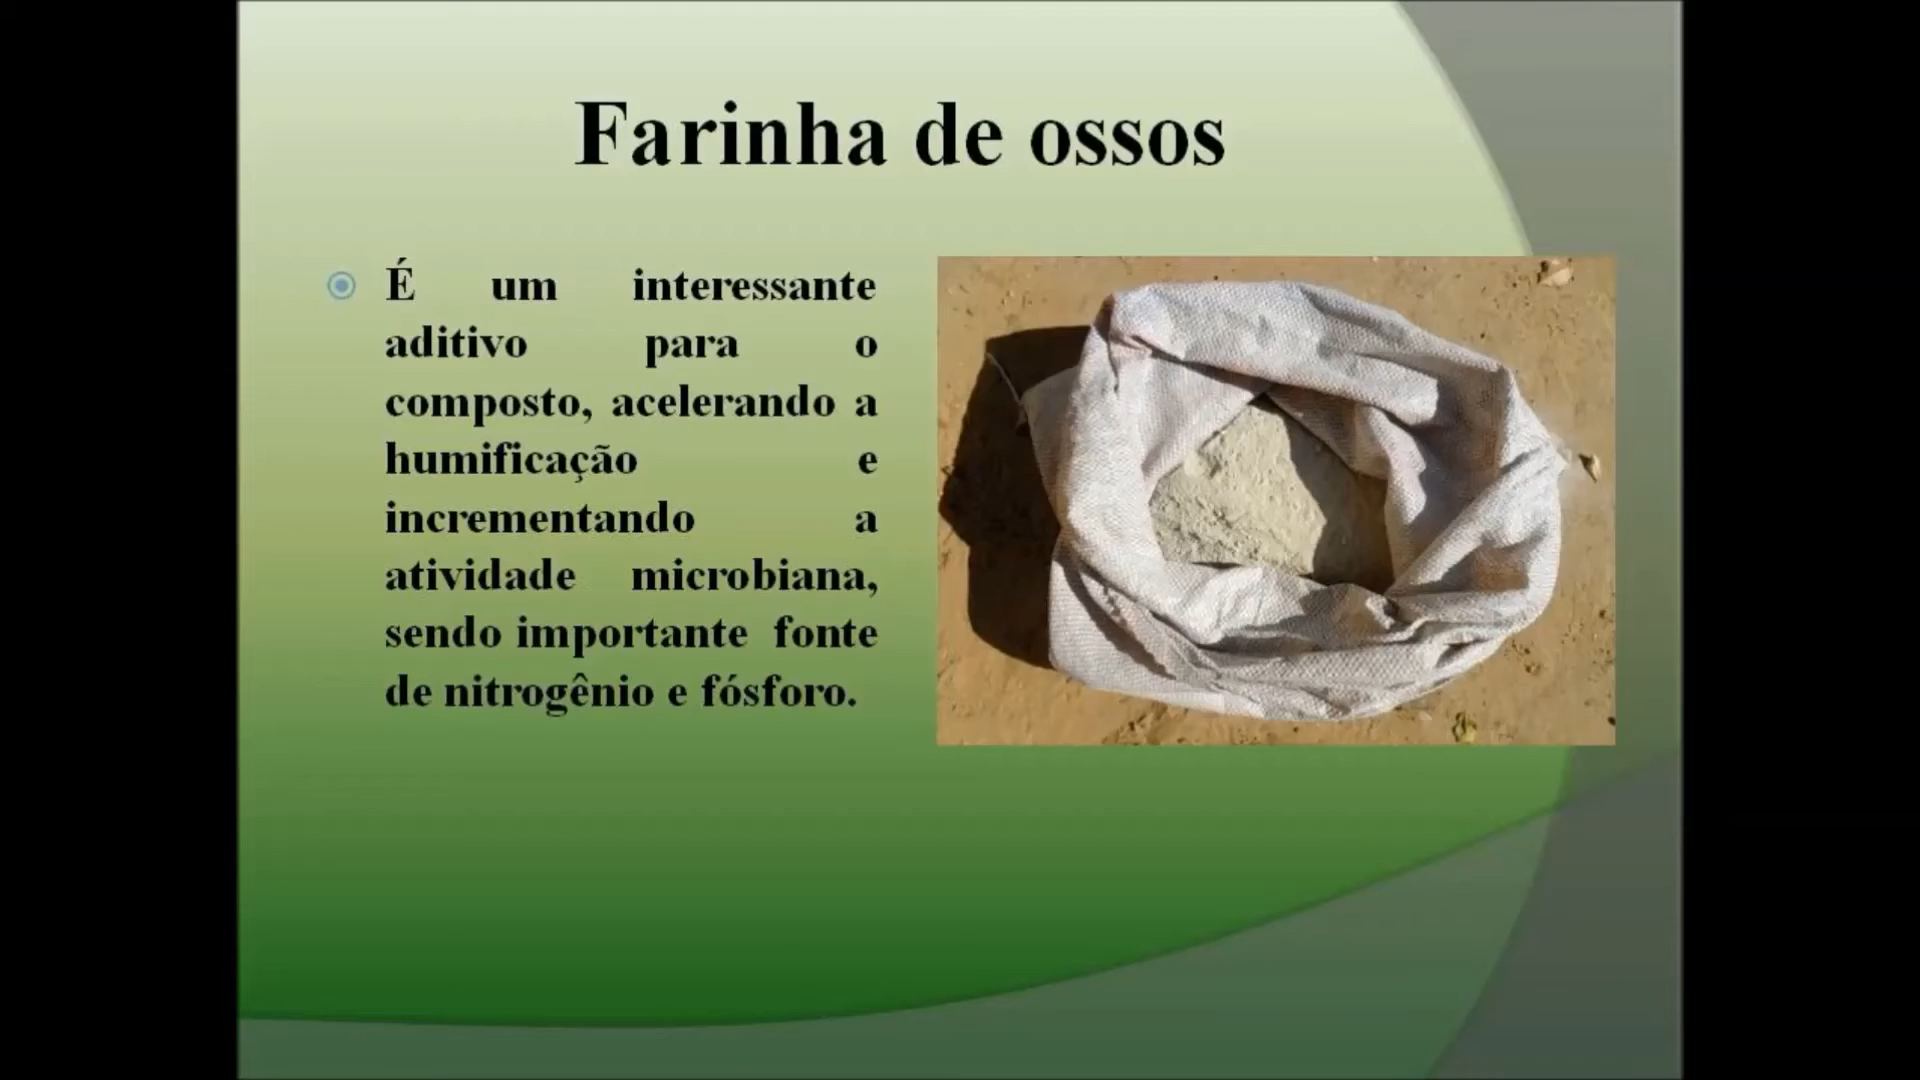 Farinha de ossos
É um interessante
aditivo para o
composto, acelerando a
humificação e
incrementando a
atividade microbiana,
sendo importante fonte
de nitrogênio e fósforo.